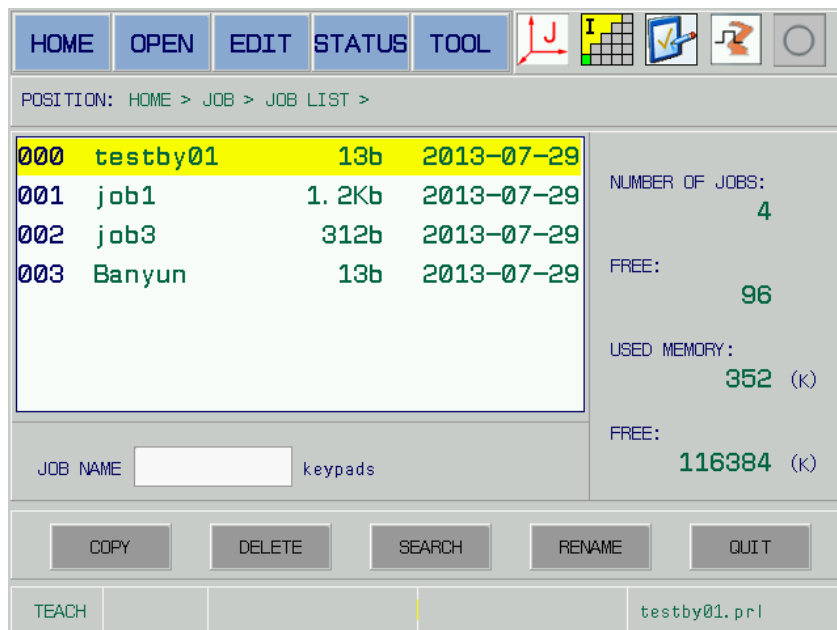 HOME OPEN EDIT STATUS TOOL J I
POSITION: HOME > JOB > JOB LIST >
000 testby01 13b 2013-07-29
001 job1 1.2Kb 2013-07-29
002 job3 312b 2013-07-29
003 Banyun 13b 2013-07-29
NUMBER OF JOBS:
4
FREE:
96
USED MEMORY:
352 (K)
FREE:
116384 (K)
JOB NAME keypads
COPY DELETE SEARCH RENAME QUIT
TEACH testby01.prl